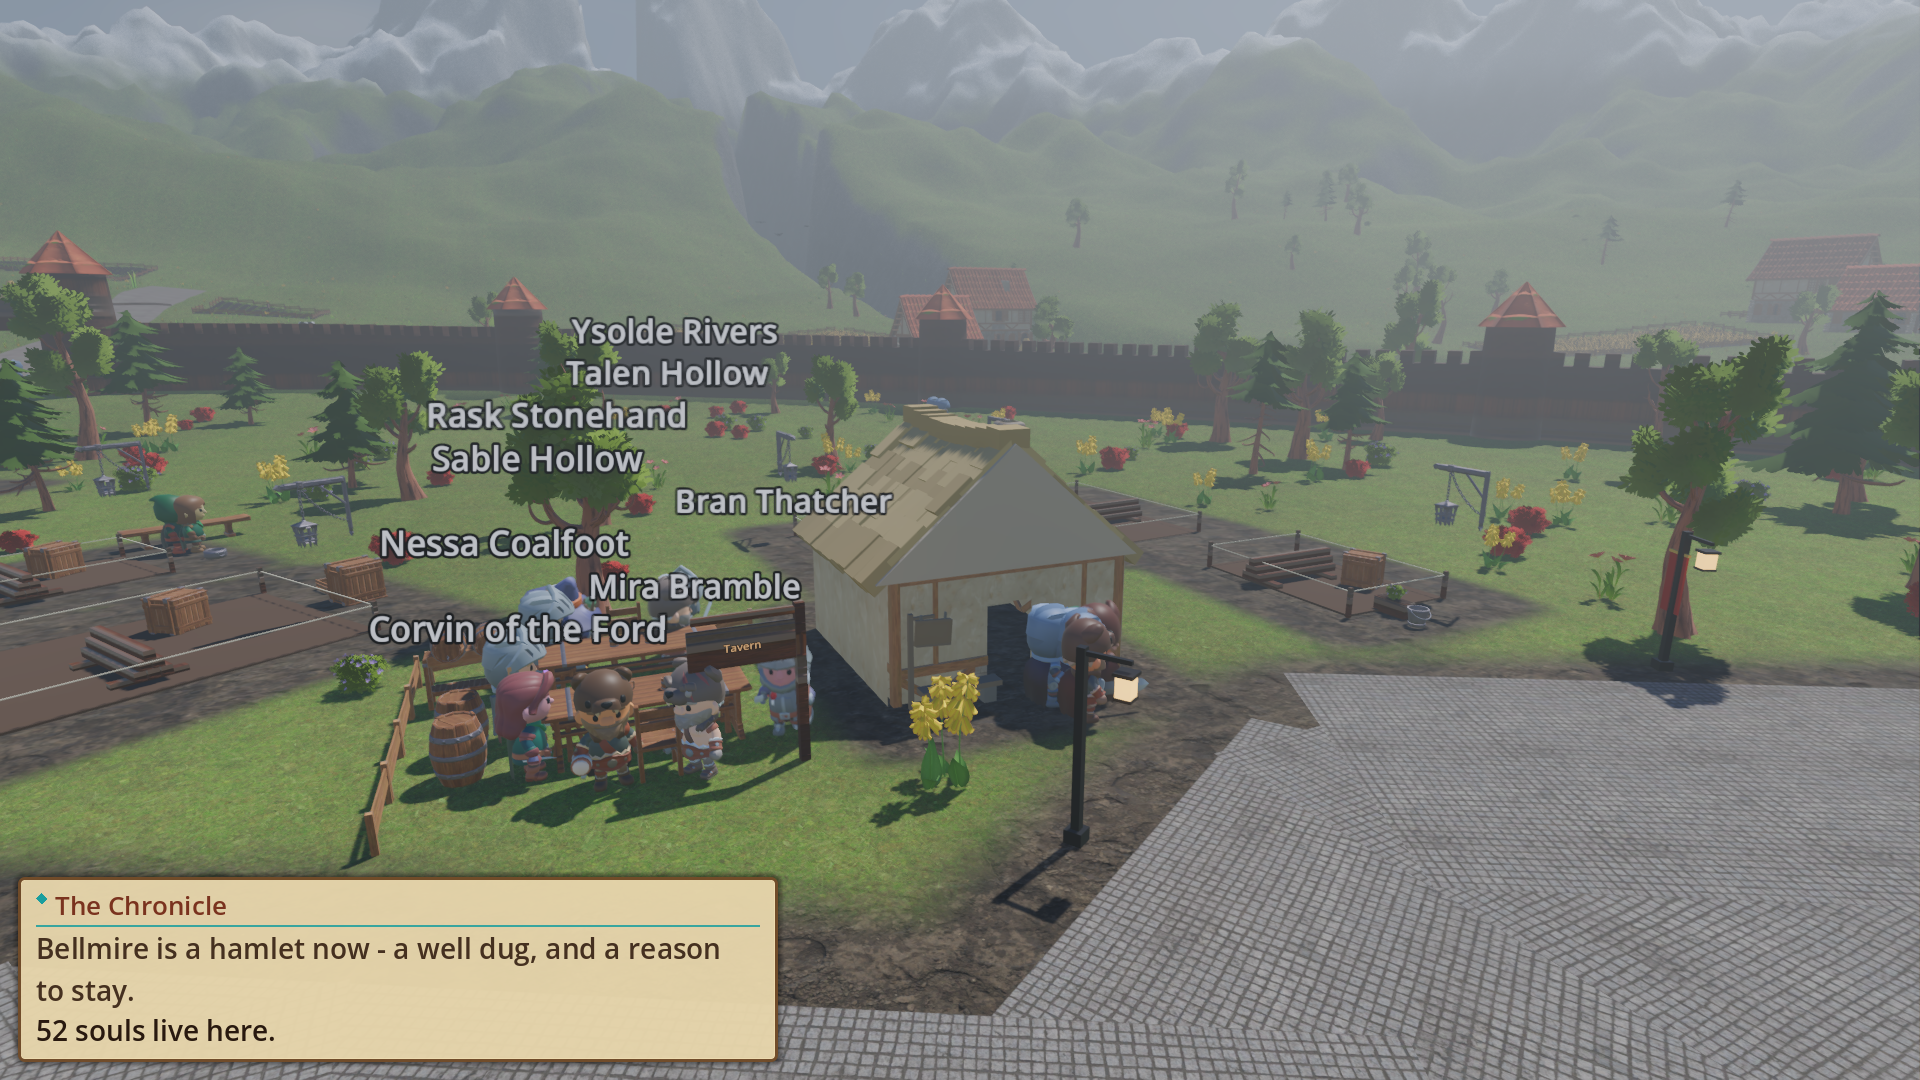 Ysolde Rivers
Talen Hollow
Rask Stonehand
Sable Hollow
Bran Thatcher
Nessa Coalfoot
Mira Bramble
Corvin of the Ford
Tavern
The Chronicle
Bellmire is a hamlet now - a well dug, and a reason
to stay.
52 souls live here.